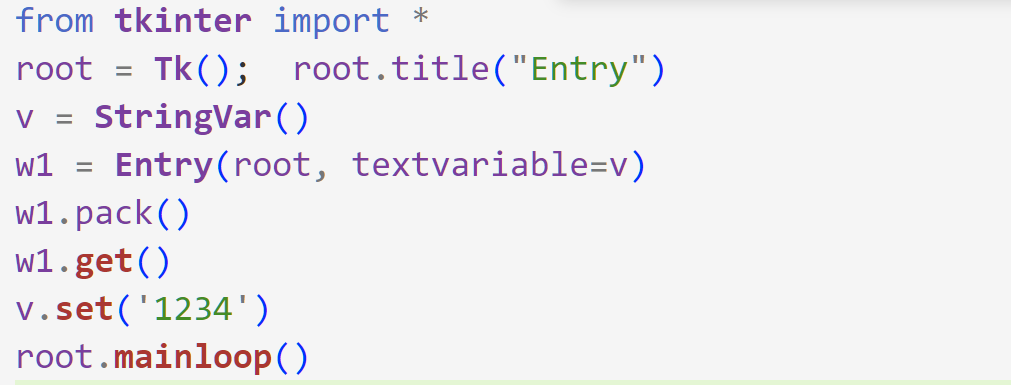 from tkinter import *
root = Tk();  root.title("Entry")
v = StringVar()
w1 = Entry(root, textvariable=v)
w1.pack()
w1.get()
v.set('1234')
root.mainloop()